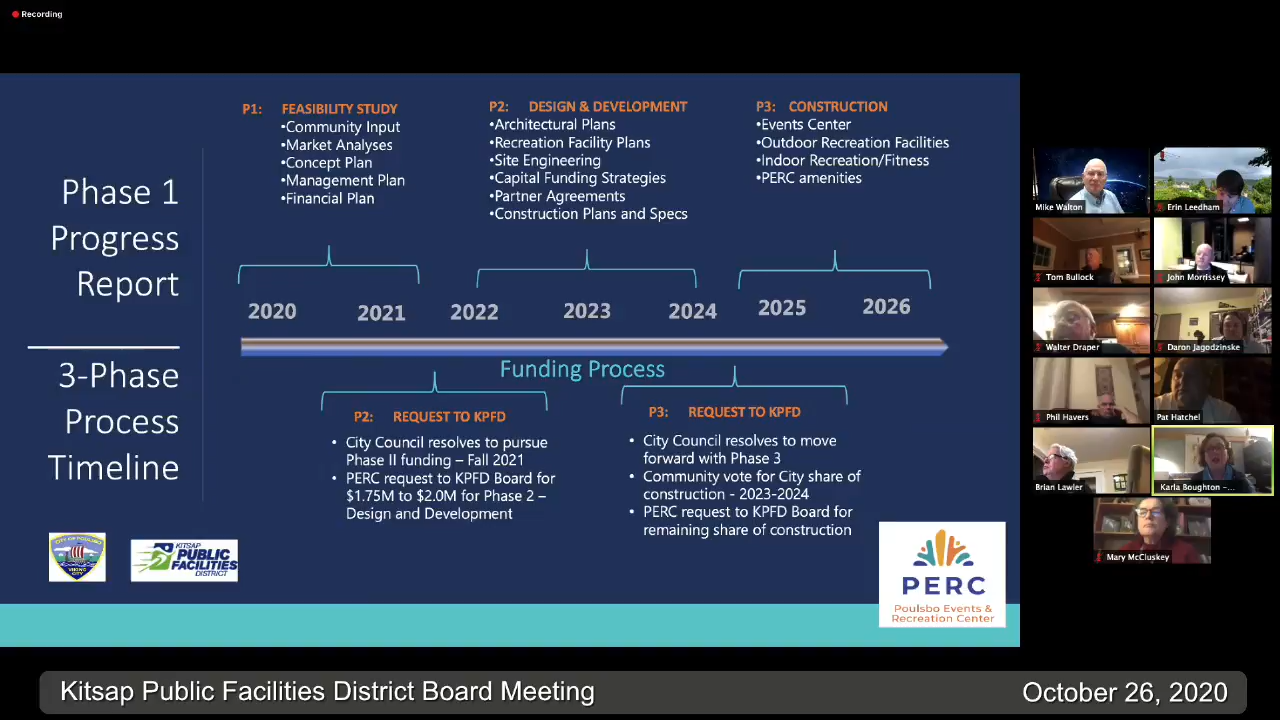 Recording
Phase 1
Progress
Report
3-Phase
Process
Timeline
P1: FEASIBILITY STUDY
•Community Input
•Market Analyses
•Concept Plan
•Management Plan
•Financial Plan
P2: DESIGN & DEVELOPMENT
•Architectural Plans
•Recreation Facility Plans
•Site Engineering
•Capital Funding Strategies
•Partner Agreements
•Construction Plans and Specs
P3: CONSTRUCTION
•Events Center
•Outdoor Recreation Facilities
•Indoor Recreation/Fitness
•PERC amenities
2020 2021 2022 2023 2024 2025 2026
Funding Process
P2: REQUEST TO KPFD
• City Council resolves to pursue
Phase II funding – Fall 2021
• PERC request to KPFD Board for
$1.75M to $2.0M for Phase 2 –
Design and Development
P3: REQUEST TO KPFD
• City Council resolves to move
forward with Phase 3
• Community vote for City share of
construction - 2023-2024
• PERC request to KPFD Board for
remaining share of construction
CITY OF POULSBO
VIKING
CITY
KITSAP
PUBLIC
FACILITIES
DISTRICT
PERC
Poulsbo Events &
Recreation Center
Mike Walton
Erin Leedham
Tom Bullock
John Morrissey
Walter Draper
Daron Jagodzinske
Phil Havers
Pat Hatchel
Brian Lawler
Karla Boughton –...
Mary McCluskey
Kitsap Public Facilities District Board Meeting
October 26, 2020